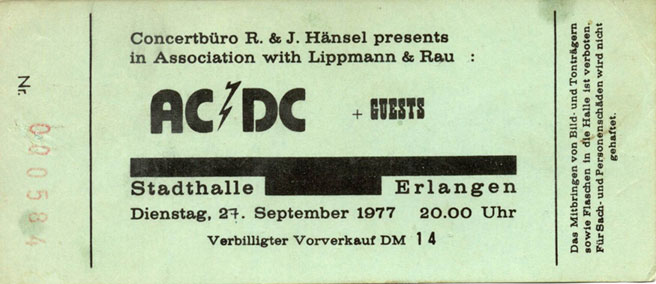 Nr. 000584
Concertbüro R. & J. Hänsel presents
in Association with Lippmann & Rau :
AC/DC + GUESTS
Stadthalle Erlangen
Dienstag, 27. September 1977 20.00 Uhr
Verbilligter Vorverkauf DM 14
Das Mitbringen von Bild- und Tonträgern
sowie Flaschen in die Halle ist verboten.
Für Sach- und Personenschäden wird nicht
gehaftet.